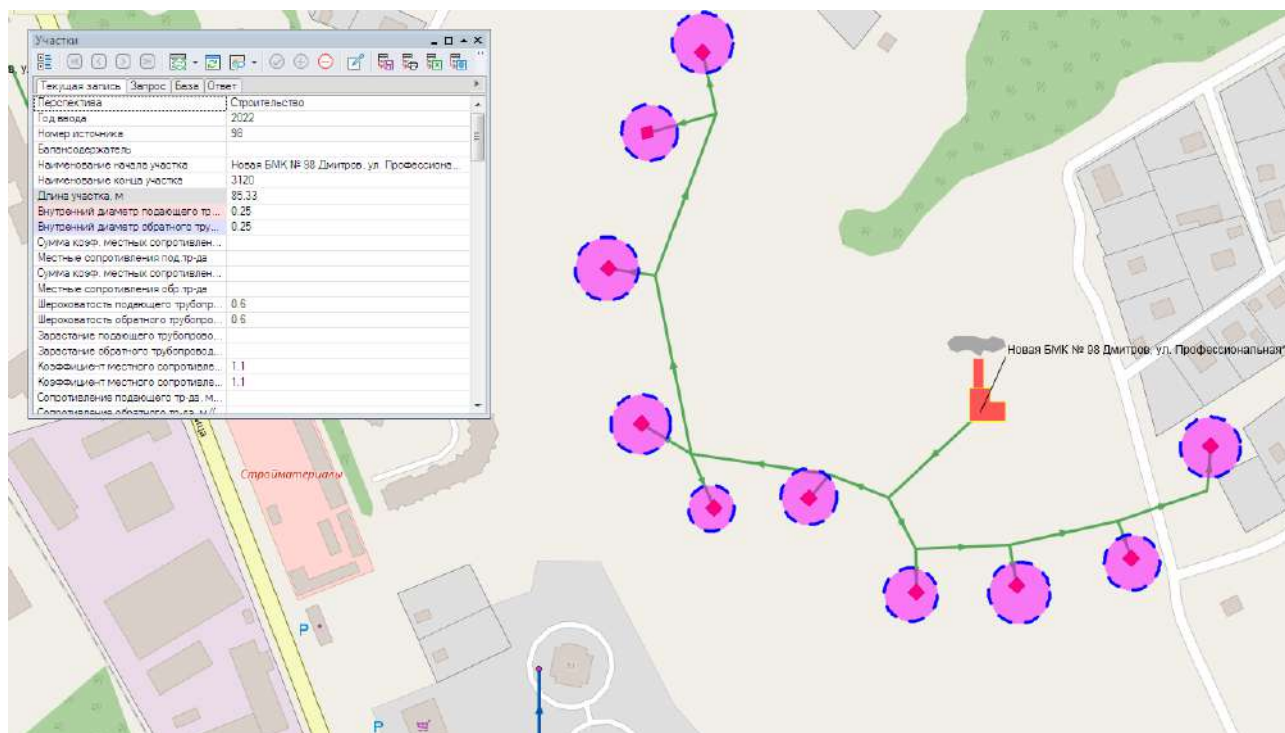 Участки
Текущая запись Запрос База Ответ
Перспектива Строительство
Год ввода 2022
Номер источника 98
Балансодержатель
Наименование начала участка Новая БМК № 98 Дмитров, ул. Профессиона...
Наименование конца участка 3120
Длина участка, м 85.33
Внутренний диаметр подающего тр... 0.25
Внутренний диаметр обратного тру... 0.25
Сумма коэф. местных сопротивлен...
Местные сопротивления под.тр-да
Сумма коэф. местных сопротивлен...
Местные сопротивления обр.тр-да
Шероховатость подающего трубопр... 0.6
Шероховатость обратного трубопро... 0.6
Зарастание подающего трубопрово...
Зарастание обратного трубопровод...
Коэффициент местного сопротивле... 1.1
Коэффициент местного сопротивле... 1.1
Сопротивление подающего тр-да, м...
Новая БМК № 98 Дмитров, ул. Профессиональная*
Стройматериалы
P
P